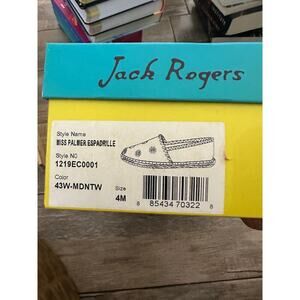 Jack Rogers
Style Name
MISS PALMER ESPADRILLE
Style NO
1219EC0001
Color
43W-MDNTW
Size
4M
8 85434 70322 8